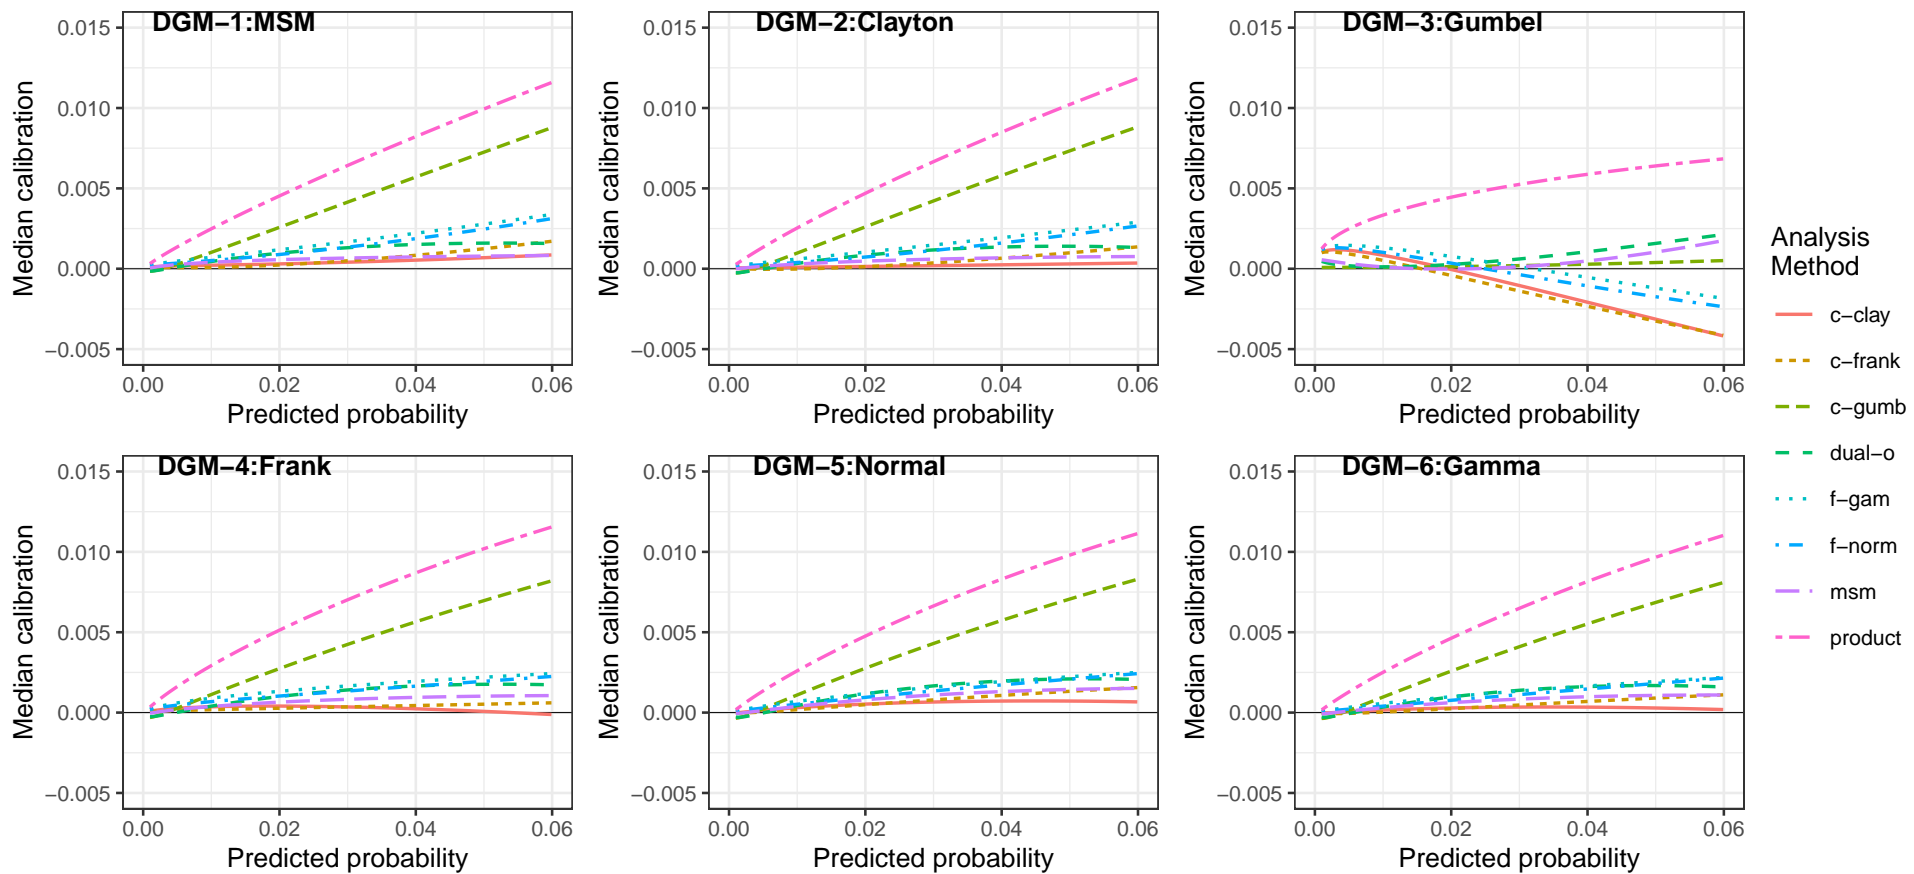 DGM−1:MSM
0.015
0.010
0.005
0.000
−0.005
Median calibration
0.00 0.02 0.04 0.06
Predicted probability
DGM−2:Clayton
0.015
0.010
0.005
0.000
−0.005
Median calibration
0.00 0.02 0.04 0.06
Predicted probability
DGM−3:Gumbel
0.015
0.010
0.005
0.000
−0.005
Median calibration
0.00 0.02 0.04 0.06
Predicted probability
DGM−4:Frank
0.015
0.010
0.005
0.000
−0.005
Median calibration
0.00 0.02 0.04 0.06
Predicted probability
DGM−5:Normal
0.015
0.010
0.005
0.000
−0.005
Median calibration
0.00 0.02 0.04 0.06
Predicted probability
DGM−6:Gamma
0.015
0.010
0.005
0.000
−0.005
Median calibration
0.00 0.02 0.04 0.06
Predicted probability
Analysis
Method
c−clay
c−frank
c−gumb
dual−o
f−gam
f−norm
msm
product